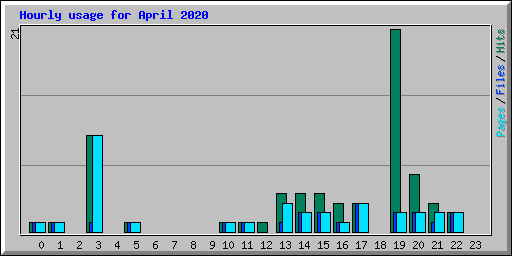 Hourly usage for April 2020
21
Pages/Files/Hits
0 1 2 3 4 5 6 7 8 9 10 11 12 13 14 15 16 17 18 19 20 21 22 23